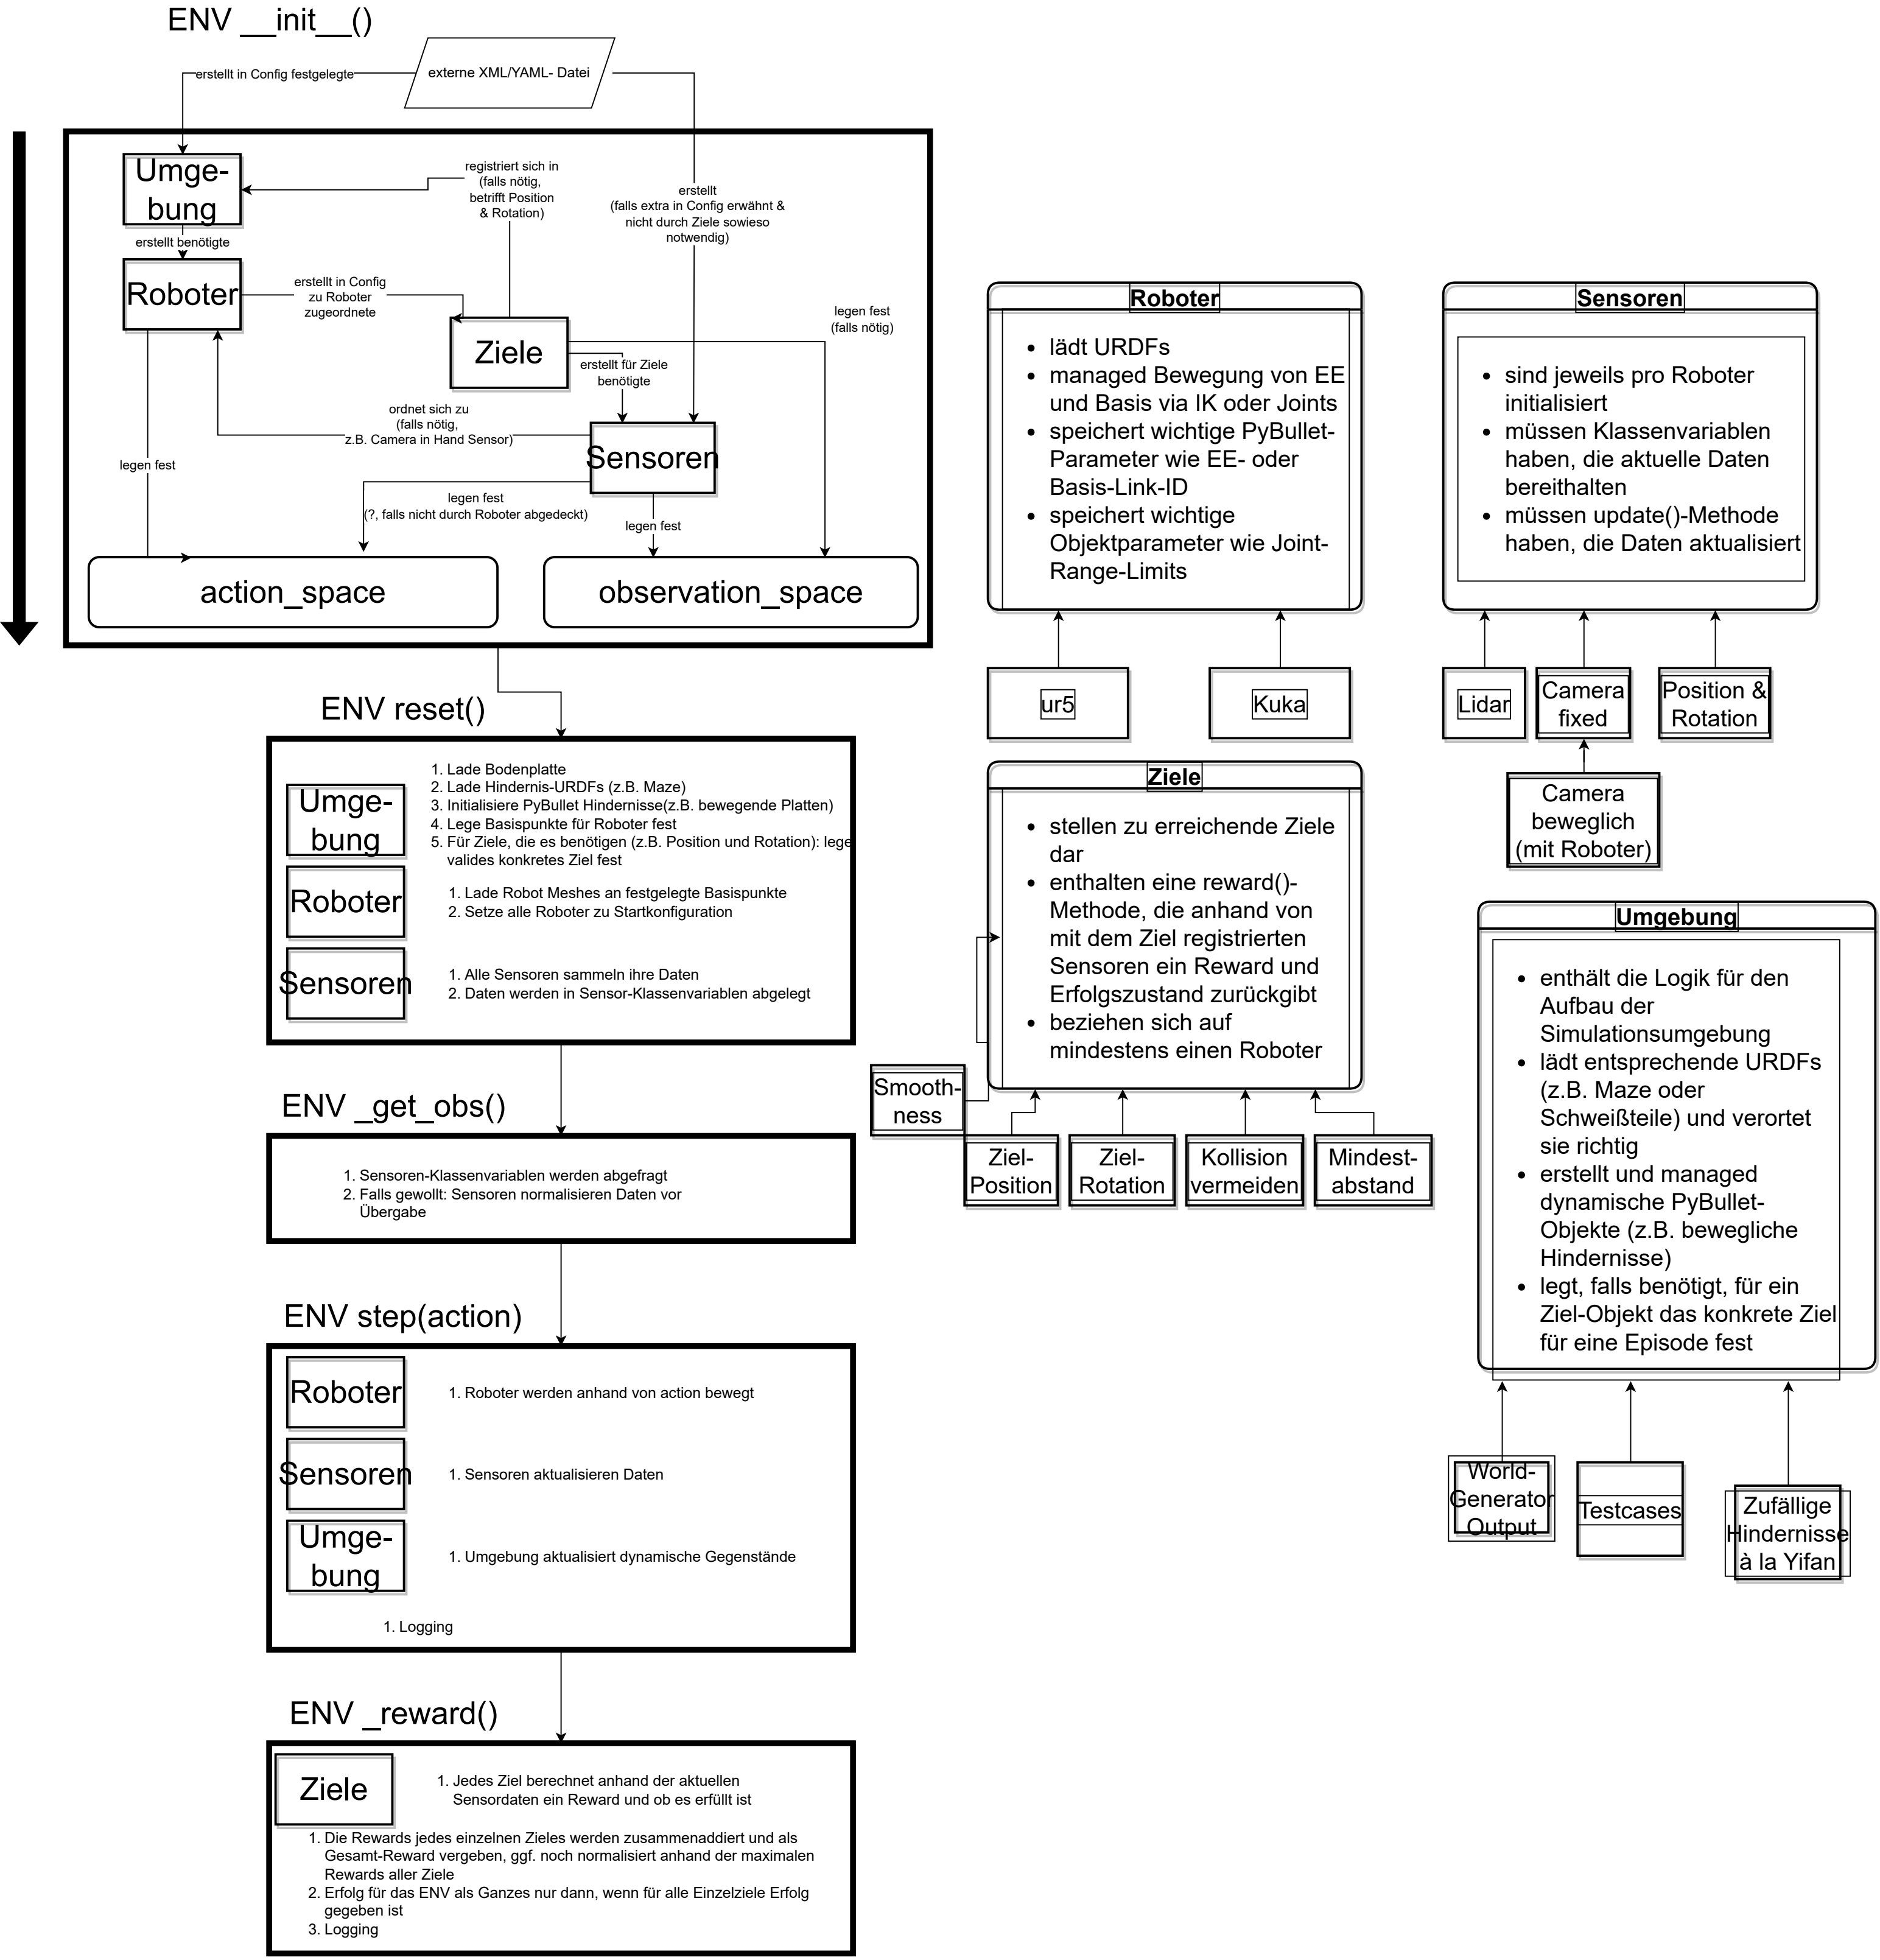 ENV __init__()
externe XML/YAML- Datei
erstellt in Config festgelegte
Umge-
bung
registriert sich in
(falls nötig,
betrifft Position
& Rotation)
erstellt
(falls extra in Config erwähnt &
nicht durch Ziele sowieso
notwendig)
erstellt benötigte
Roboter
erstellt in Config
zu Roboter
zugeordnete
Ziele
legen fest
(falls nötig)
erstellt für Ziele
benötigte
ordnet sich zu
(falls nötig,
z.B. Camera in Hand Sensor)
Sensoren
legen fest
legen fest
(?, falls nicht durch Roboter abgedeckt)
legen fest
action_space
observation_space
ENV reset()
Umge-
bung
1. Lade Bodenplatte
2. Lade Hindernis-URDFs (z.B. Maze)
3. Initialisiere PyBullet Hindernisse(z.B. bewegende Platten)
4. Lege Basispunkte für Roboter fest
5. Für Ziele, die es benötigen (z.B. Position und Rotation): lege
valides konkretes Ziel fest
Roboter
1. Lade Robot Meshes an festgelegte Basispunkte
2. Setze alle Roboter zu Startkonfiguration
Sensoren
1. Alle Sensoren sammeln ihre Daten
2. Daten werden in Sensor-Klassenvariablen abgelegt
ENV _get_obs()
1. Sensoren-Klassenvariablen werden abgefragt
2. Falls gewollt: Sensoren normalisieren Daten vor
Übergabe
ENV step(action)
Roboter
1. Roboter werden anhand von action bewegt
Sensoren
1. Sensoren aktualisieren Daten
Umge-
bung
1. Umgebung aktualisiert dynamische Gegenstände
1. Logging
ENV _reward()
Ziele
1. Jedes Ziel berechnet anhand der aktuellen
Sensordaten ein Reward und ob es erfüllt ist
1. Die Rewards jedes einzelnen Zieles werden zusammenaddiert und als
Gesamt-Reward vergeben, ggf. noch normalisiert anhand der maximalen
Rewards aller Ziele
2. Erfolg für das ENV als Ganzes nur dann, wenn für alle Einzelziele Erfolg
gegeben ist
3. Logging
Roboter
• lädt URDFs
• managed Bewegung von EE
und Basis via IK oder Joints
• speichert wichtige PyBullet-
Parameter wie EE- oder
Basis-Link-ID
• speichert wichtige
Objektparameter wie Joint-
Range-Limits
ur5
Kuka
Sensoren
• sind jeweils pro Roboter
initialisiert
• müssen Klassenvariablen
haben, die aktuelle Daten
bereithalten
• müssen update()-Methode
haben, die Daten aktualisiert
Lidar
Camera
fixed
Position &
Rotation
Camera
beweglich
(mit Roboter)
Ziele
• stellen zu erreichende Ziele
dar
• enthalten eine reward()-
Methode, die anhand von
mit dem Ziel registrierten
Sensoren ein Reward und
Erfolgszustand zurückgibt
• beziehen sich auf
mindestens einen Roboter
Smooth-
ness
Ziel-
Position
Ziel-
Rotation
Kollision
vermeiden
Mindest-
abstand
Umgebung
• enthält die Logik für den
Aufbau der
Simulationsumgebung
• lädt entsprechende URDFs
(z.B. Maze oder
Schweißteile) und verortet
sie richtig
• erstellt und managed
dynamische PyBullet-
Objekte (z.B. bewegliche
Hindernisse)
• legt, falls benötigt, für ein
Ziel-Objekt das konkrete Ziel
für eine Episode fest
World-
Generator
Output
Testcases
Zufällige
Hindernisse
à la Yifan